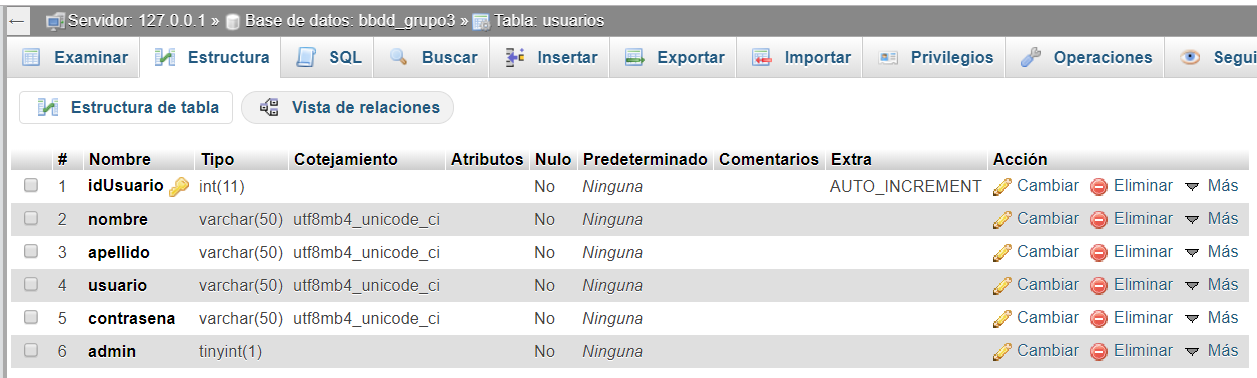 ← Servidor: 127.0.0.1 » Base de datos: bbdd_grupo3 » Tabla: usuarios
Examinar Estructura SQL Buscar Insertar Exportar Importar Privilegios Operaciones Segui
Estructura de tabla Vista de relaciones
# Nombre Tipo Cotejamiento Atributos Nulo Predeterminado Comentarios Extra Acción
1 idUsuario int(11) No Ninguna AUTO_INCREMENT Cambiar Eliminar Más
2 nombre varchar(50) utf8mb4_unicode_ci No Ninguna Cambiar Eliminar Más
3 apellido varchar(50) utf8mb4_unicode_ci No Ninguna Cambiar Eliminar Más
4 usuario varchar(50) utf8mb4_unicode_ci No Ninguna Cambiar Eliminar Más
5 contrasena varchar(50) utf8mb4_unicode_ci No Ninguna Cambiar Eliminar Más
6 admin tinyint(1) No Ninguna Cambiar Eliminar Más